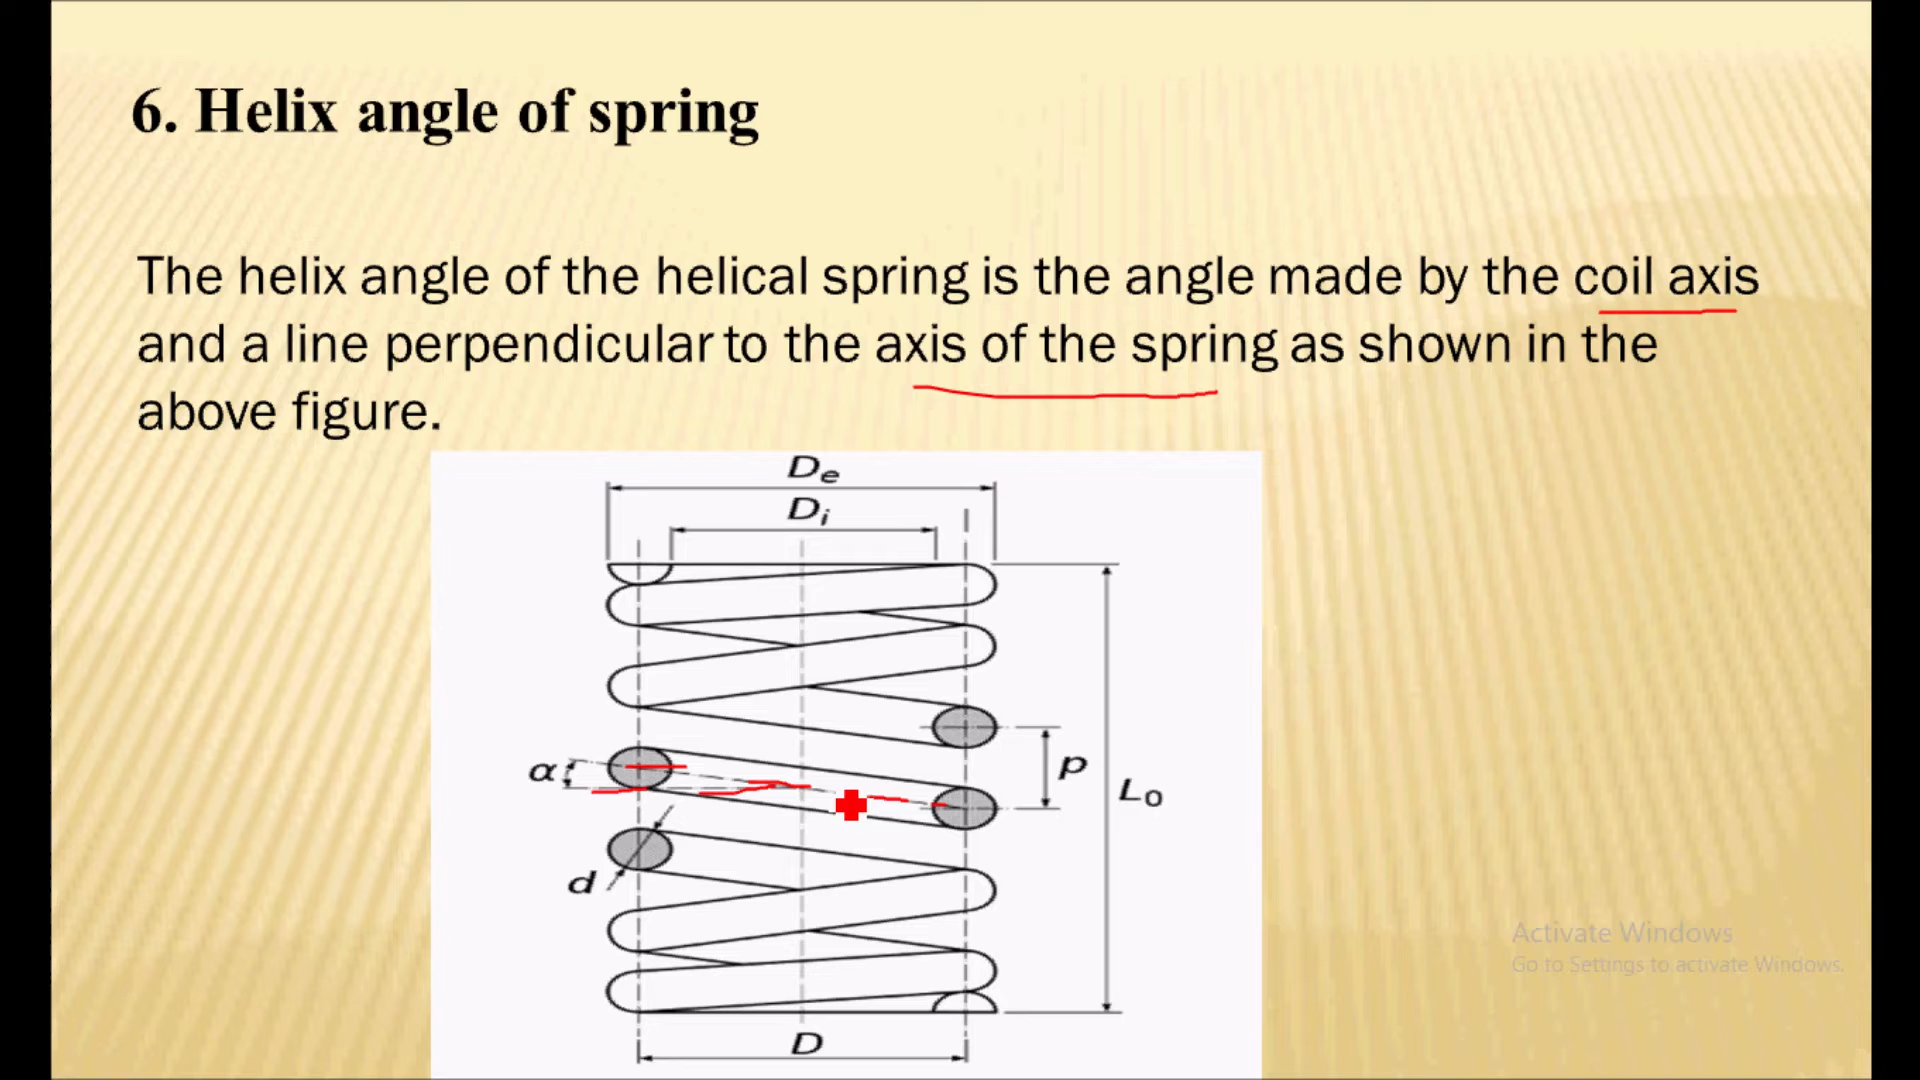 6. Helix angle of spring
The helix angle of the helical spring is the angle made by the coil axis
and a line perpendicular to the axis of the spring as shown in the
above figure.
De
Di
α
p
L0
d
D
Activate Windows
Go to Settings to activate Windows.